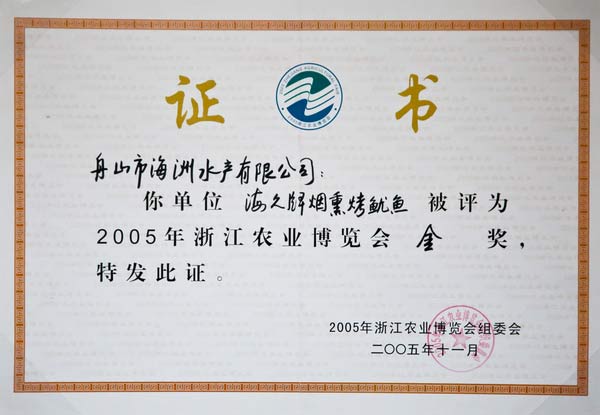 证 书
舟山市海洲水产有限公司：
你单位 海久牌烟熏烤鱿鱼 被评为
2005年浙江农业博览会 金 奖，
特发此证。
2005年浙江农业博览会组委会
二〇〇五年十一月